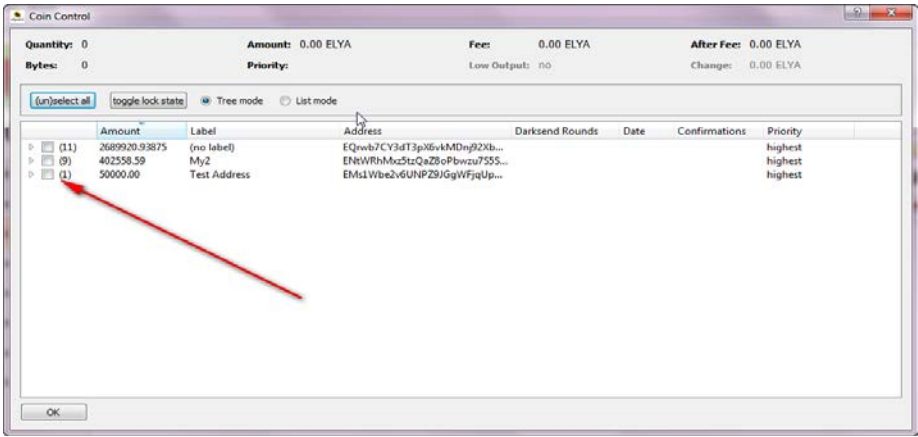 Coin Control
Quantity: 0 Amount: 0.00 ELYA Fee: 0.00 ELYA After Fee: 0.00 ELYA
Bytes: 0 Priority: Low Output: no Change: 0.00 ELYA
(un)select all toggle lock state Tree mode List mode
Amount Label Address Darksend Rounds Date Confirmations Priority
(11) 2689920.93875 (no label) EQrwb7CY3dT3pX6vkMDnj92Xb... highest
(9) 402558.59 My2 ENtWRhMxz5tzQaZ8oPbwzu7S5S... highest
(1) 50000.00 Test Address EMs1Wbe2v6UNPZ9JGgWFjqUp... highest
OK